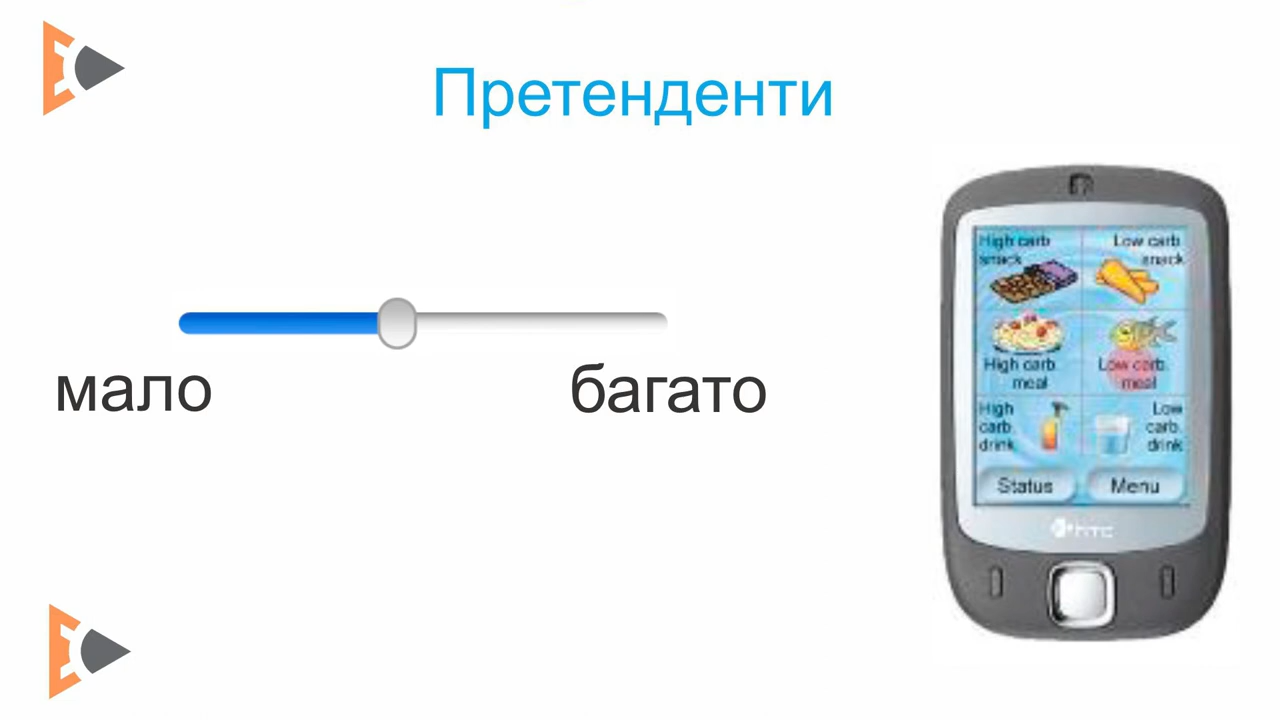 Претенденти
мало
багато
High carb
snack
Low carb
snack
High carb.
meal
Low carb.
meal
High
carb.
drink
Low
carb.
drink
Status
Menu
hTC